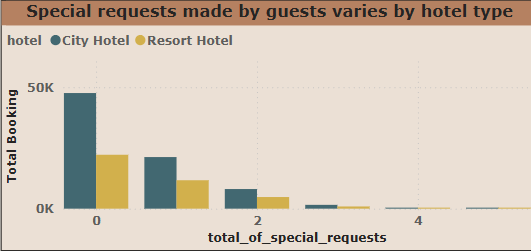 Special requests made by guests varies by hotel type
hotel City Hotel Resort Hotel
Total Booking
50K
0K
0 2 4
total_of_special_requests